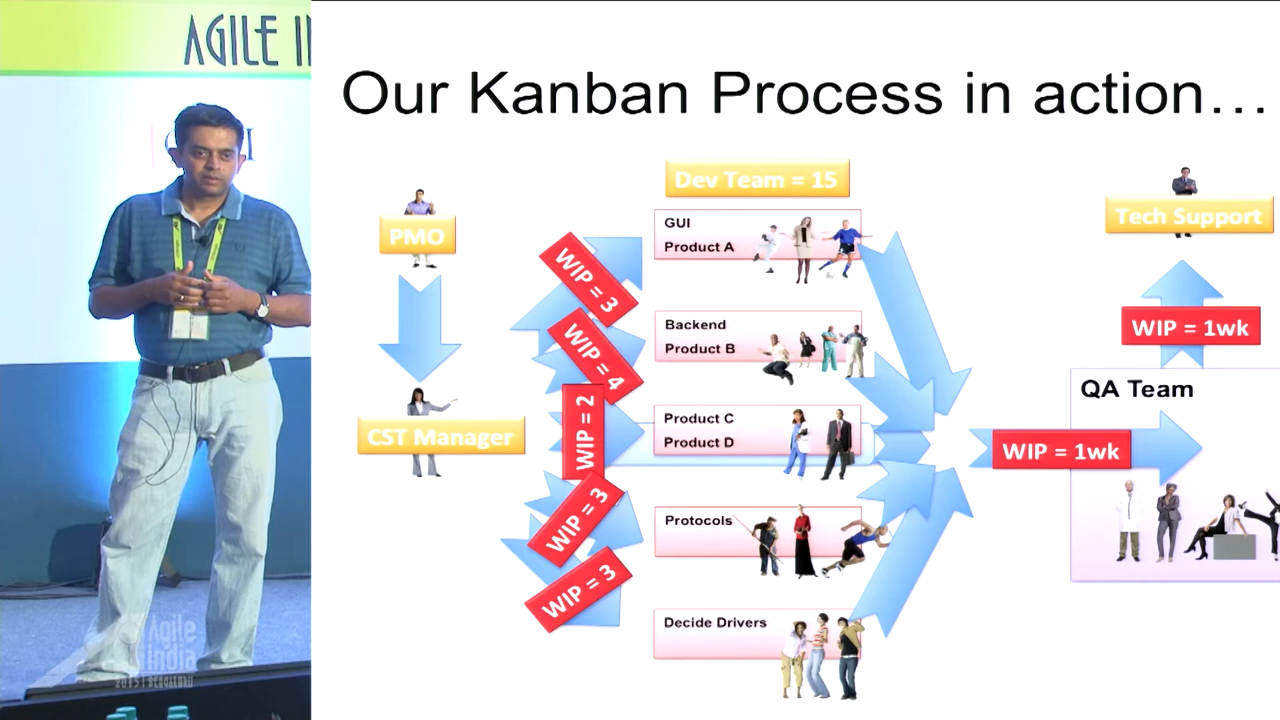 AGILE
Our Kanban Process in action...
Dev Team = 15
PMO
CST Manager
WIP = 3
WIP = 4
WIP = 2
WIP = 3
WIP = 3
GUI
Product A
Backend
Product B
Product C
Product D
Protocols
Decide Drivers
WIP = 1wk
QA Team
WIP = 1wk
Tech Support
Agile
India
2015 | BENGALURU